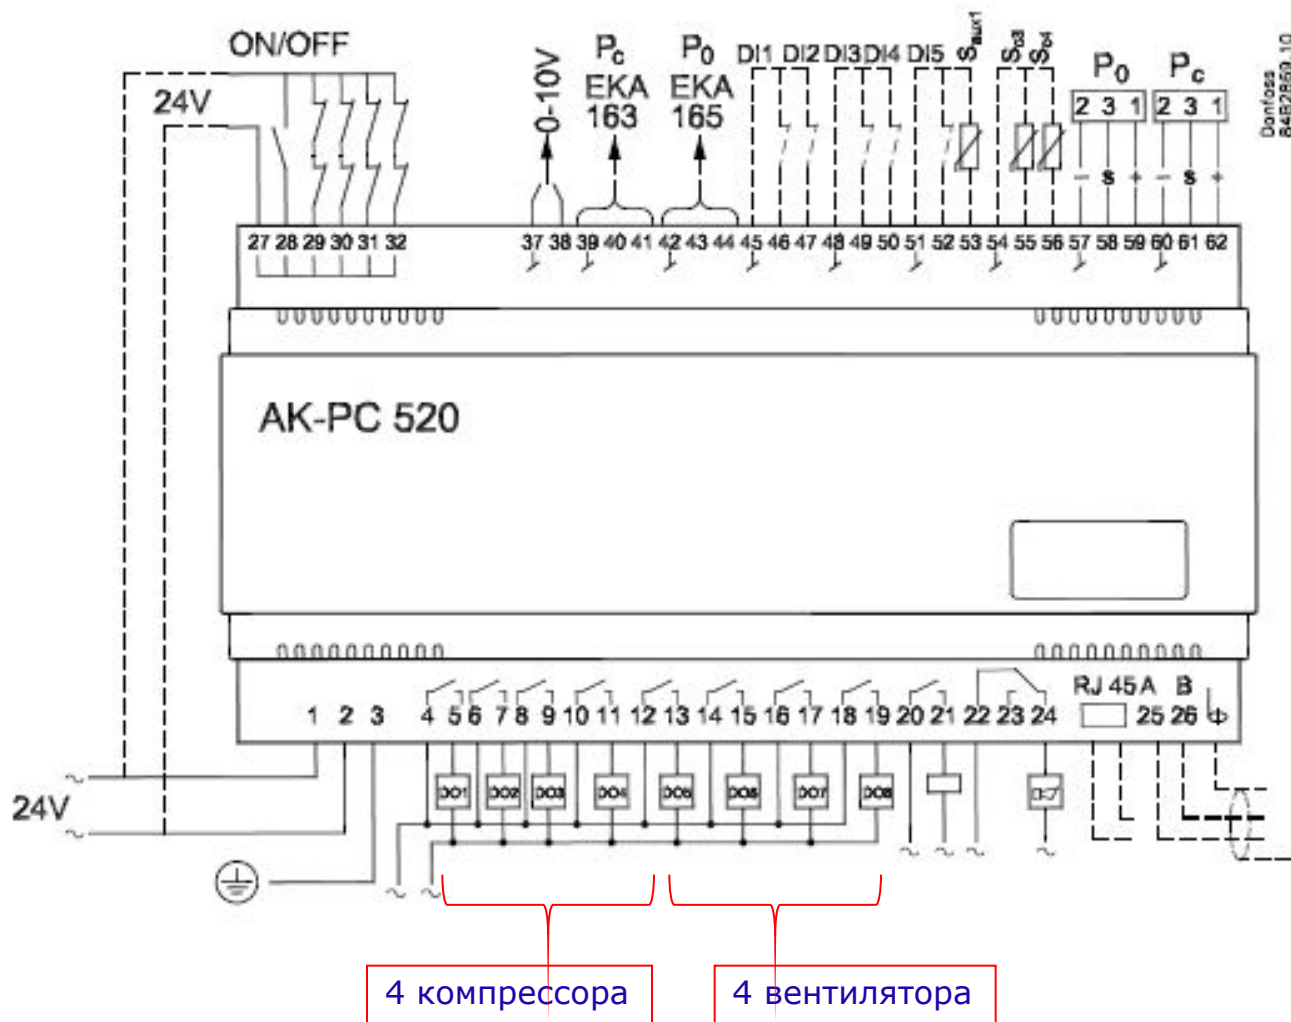 ON/OFF
24V
0-10V
Pc
EKA
163
P0
EKA
165
DI1 DI2 DI3 DI4 DI5 Saux1 Sc3 Sc4
P0 Pc
2 3 1 2 3 1
- s + - s +
Danfoss
84B2869.10
27 28 29 30 31 32 37 38 39 40 41 42 43 44 45 46 47 48 49 50 51 52 53 54 55 56 57 58 59 60 61 62
AK-PC 520
RJ 45 A B
1 2 3 4 5 6 7 8 9 10 11 12 13 14 15 16 17 18 19 20 21 22 23 24 25 26
~
24V
~
DO1 DO2 DO3 DO4 DO5 DO6 DO7 DO8
~ ~ ~ ~ ~ ~
4 компрессора
4 вентилятора